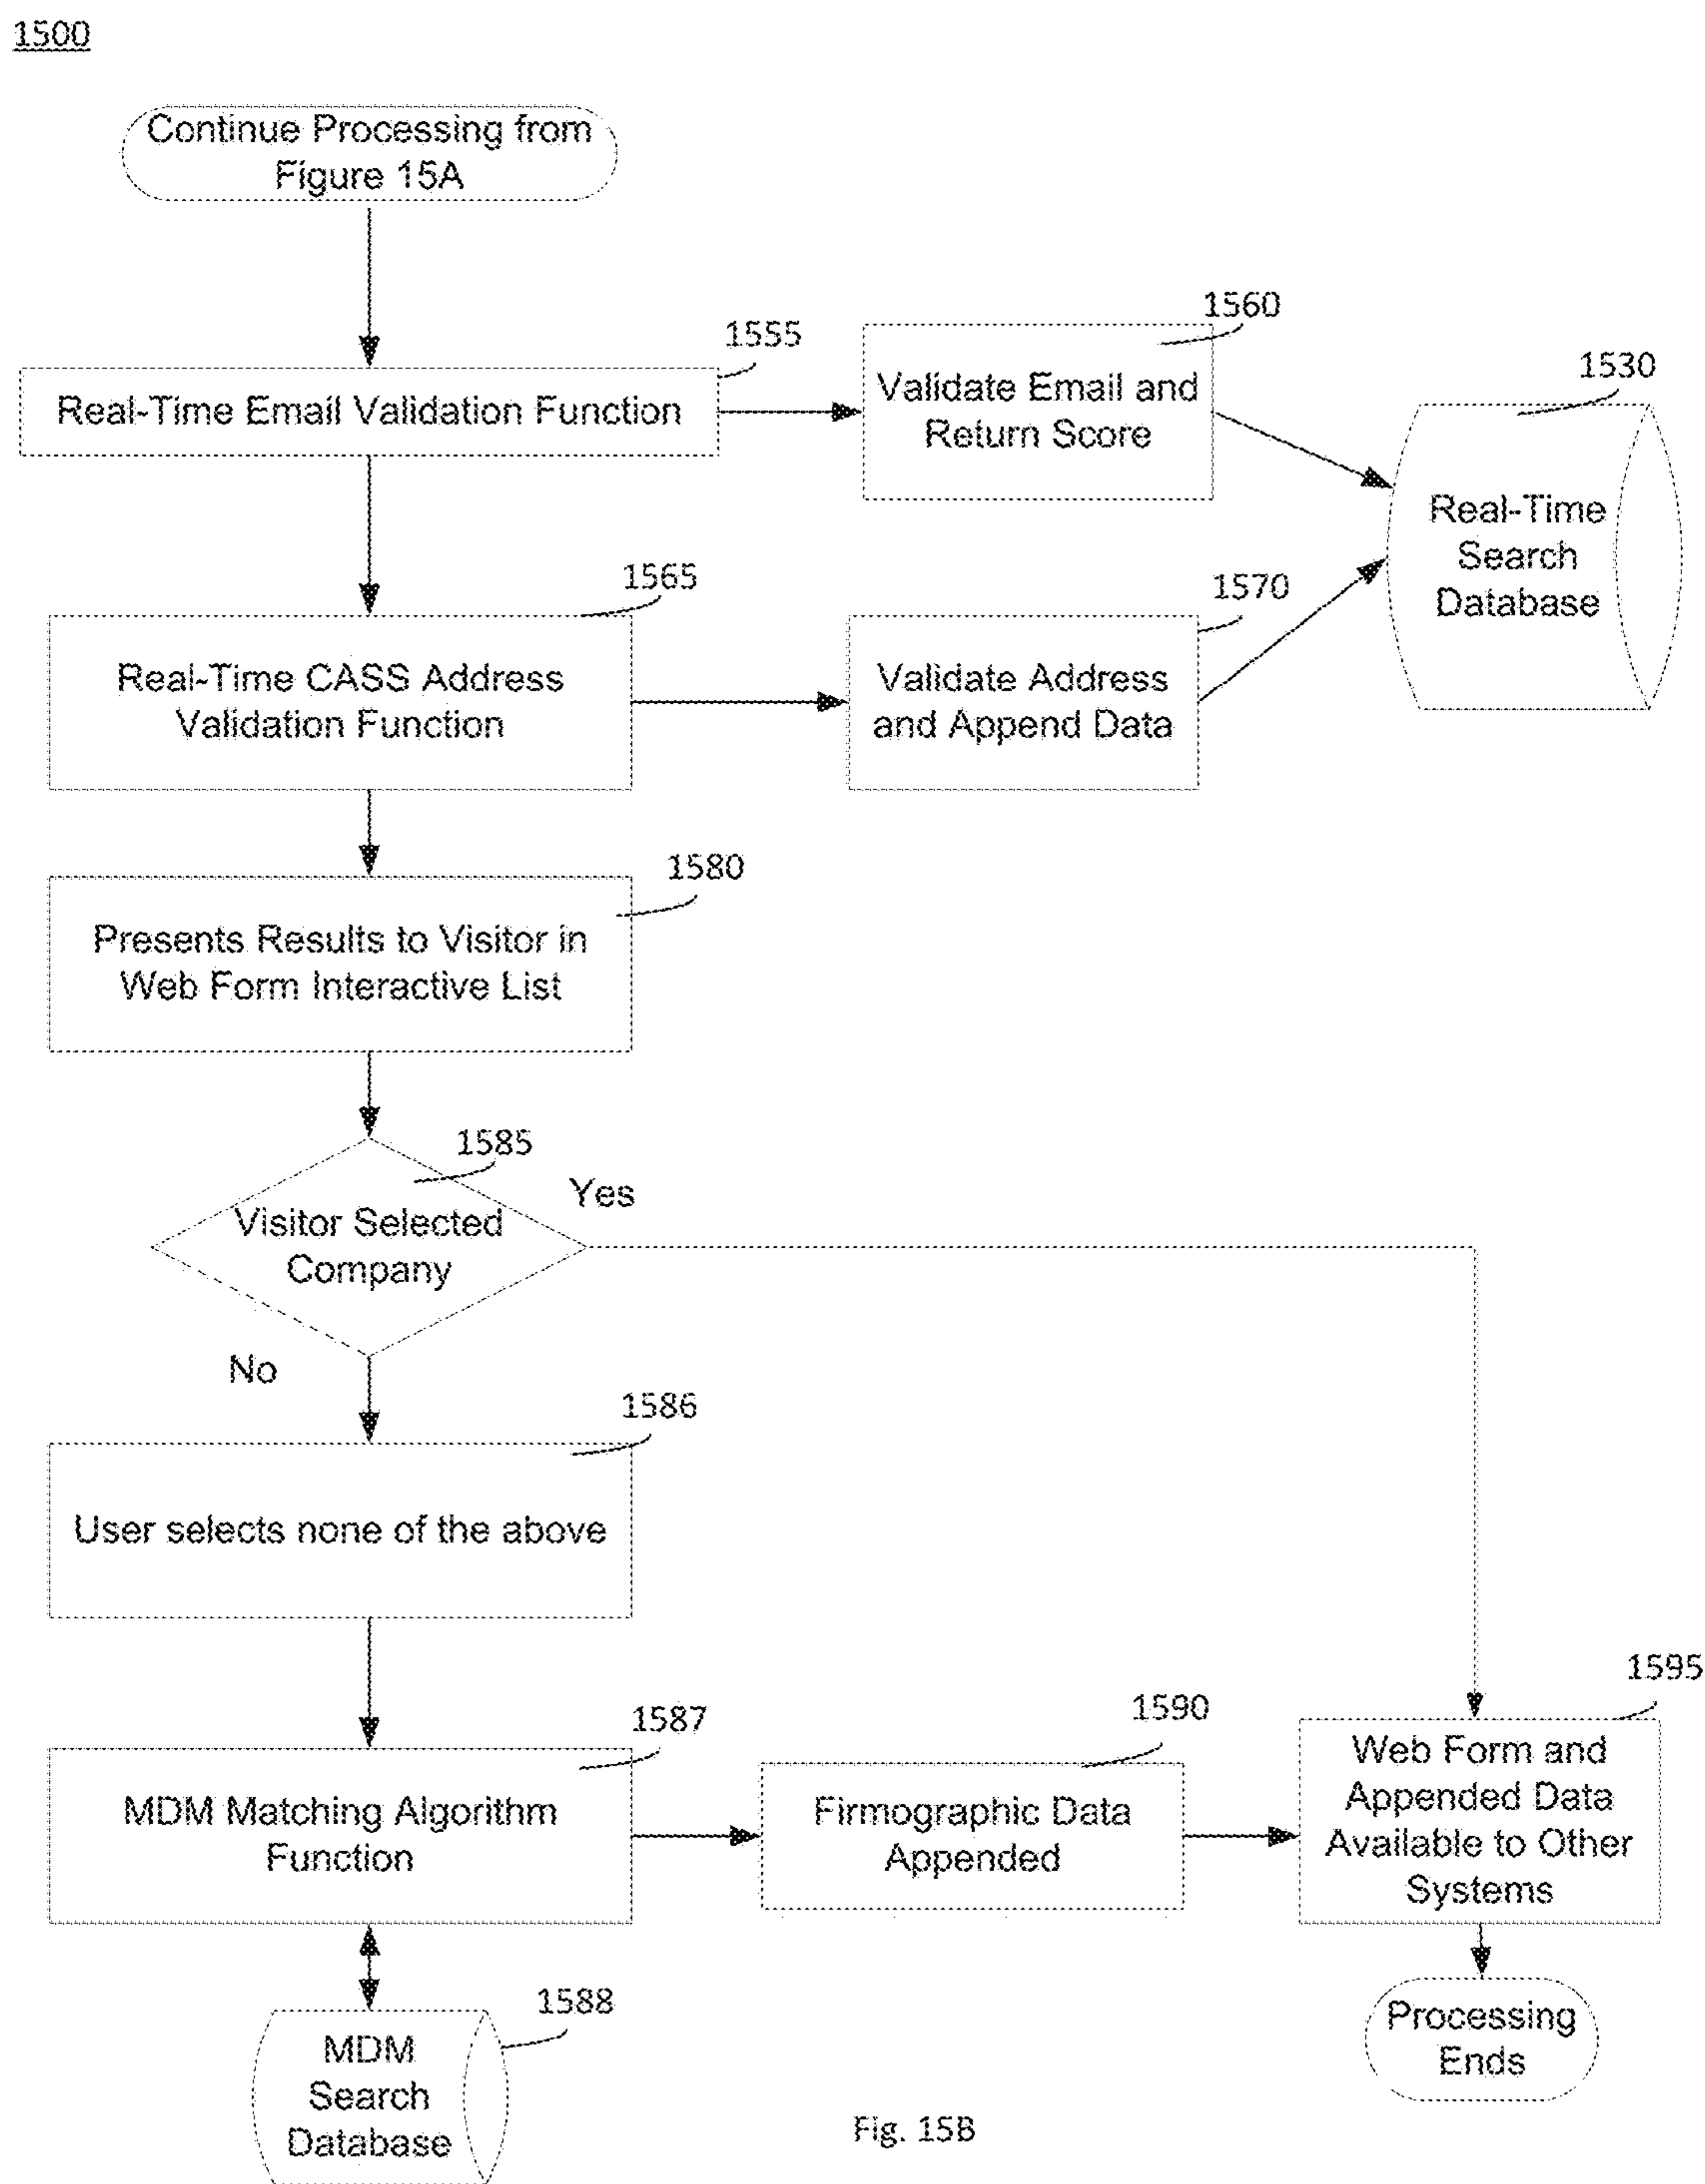 1500
Continue Processing from
Figure 15A
1555
Real-Time Email Validation Function
1560
Validate Email and
Return Score
1530
Real-Time
Search
Database
1565
Real-Time CASS Address
Validation Function
1570
Validate Address
and Append Data
1580
Presents Results to Visitor in
Web Form Interactive List
1585
Visitor Selected
Company
Yes
No
1586
User selects none of the above
1587
MDM Matching Algorithm
Function
1590
Firmographic Data
Appended
1595
Web Form and
Appended Data
Available to Other
Systems
1588
MDM
Search
Database
Processing
Ends
Fig. 15B